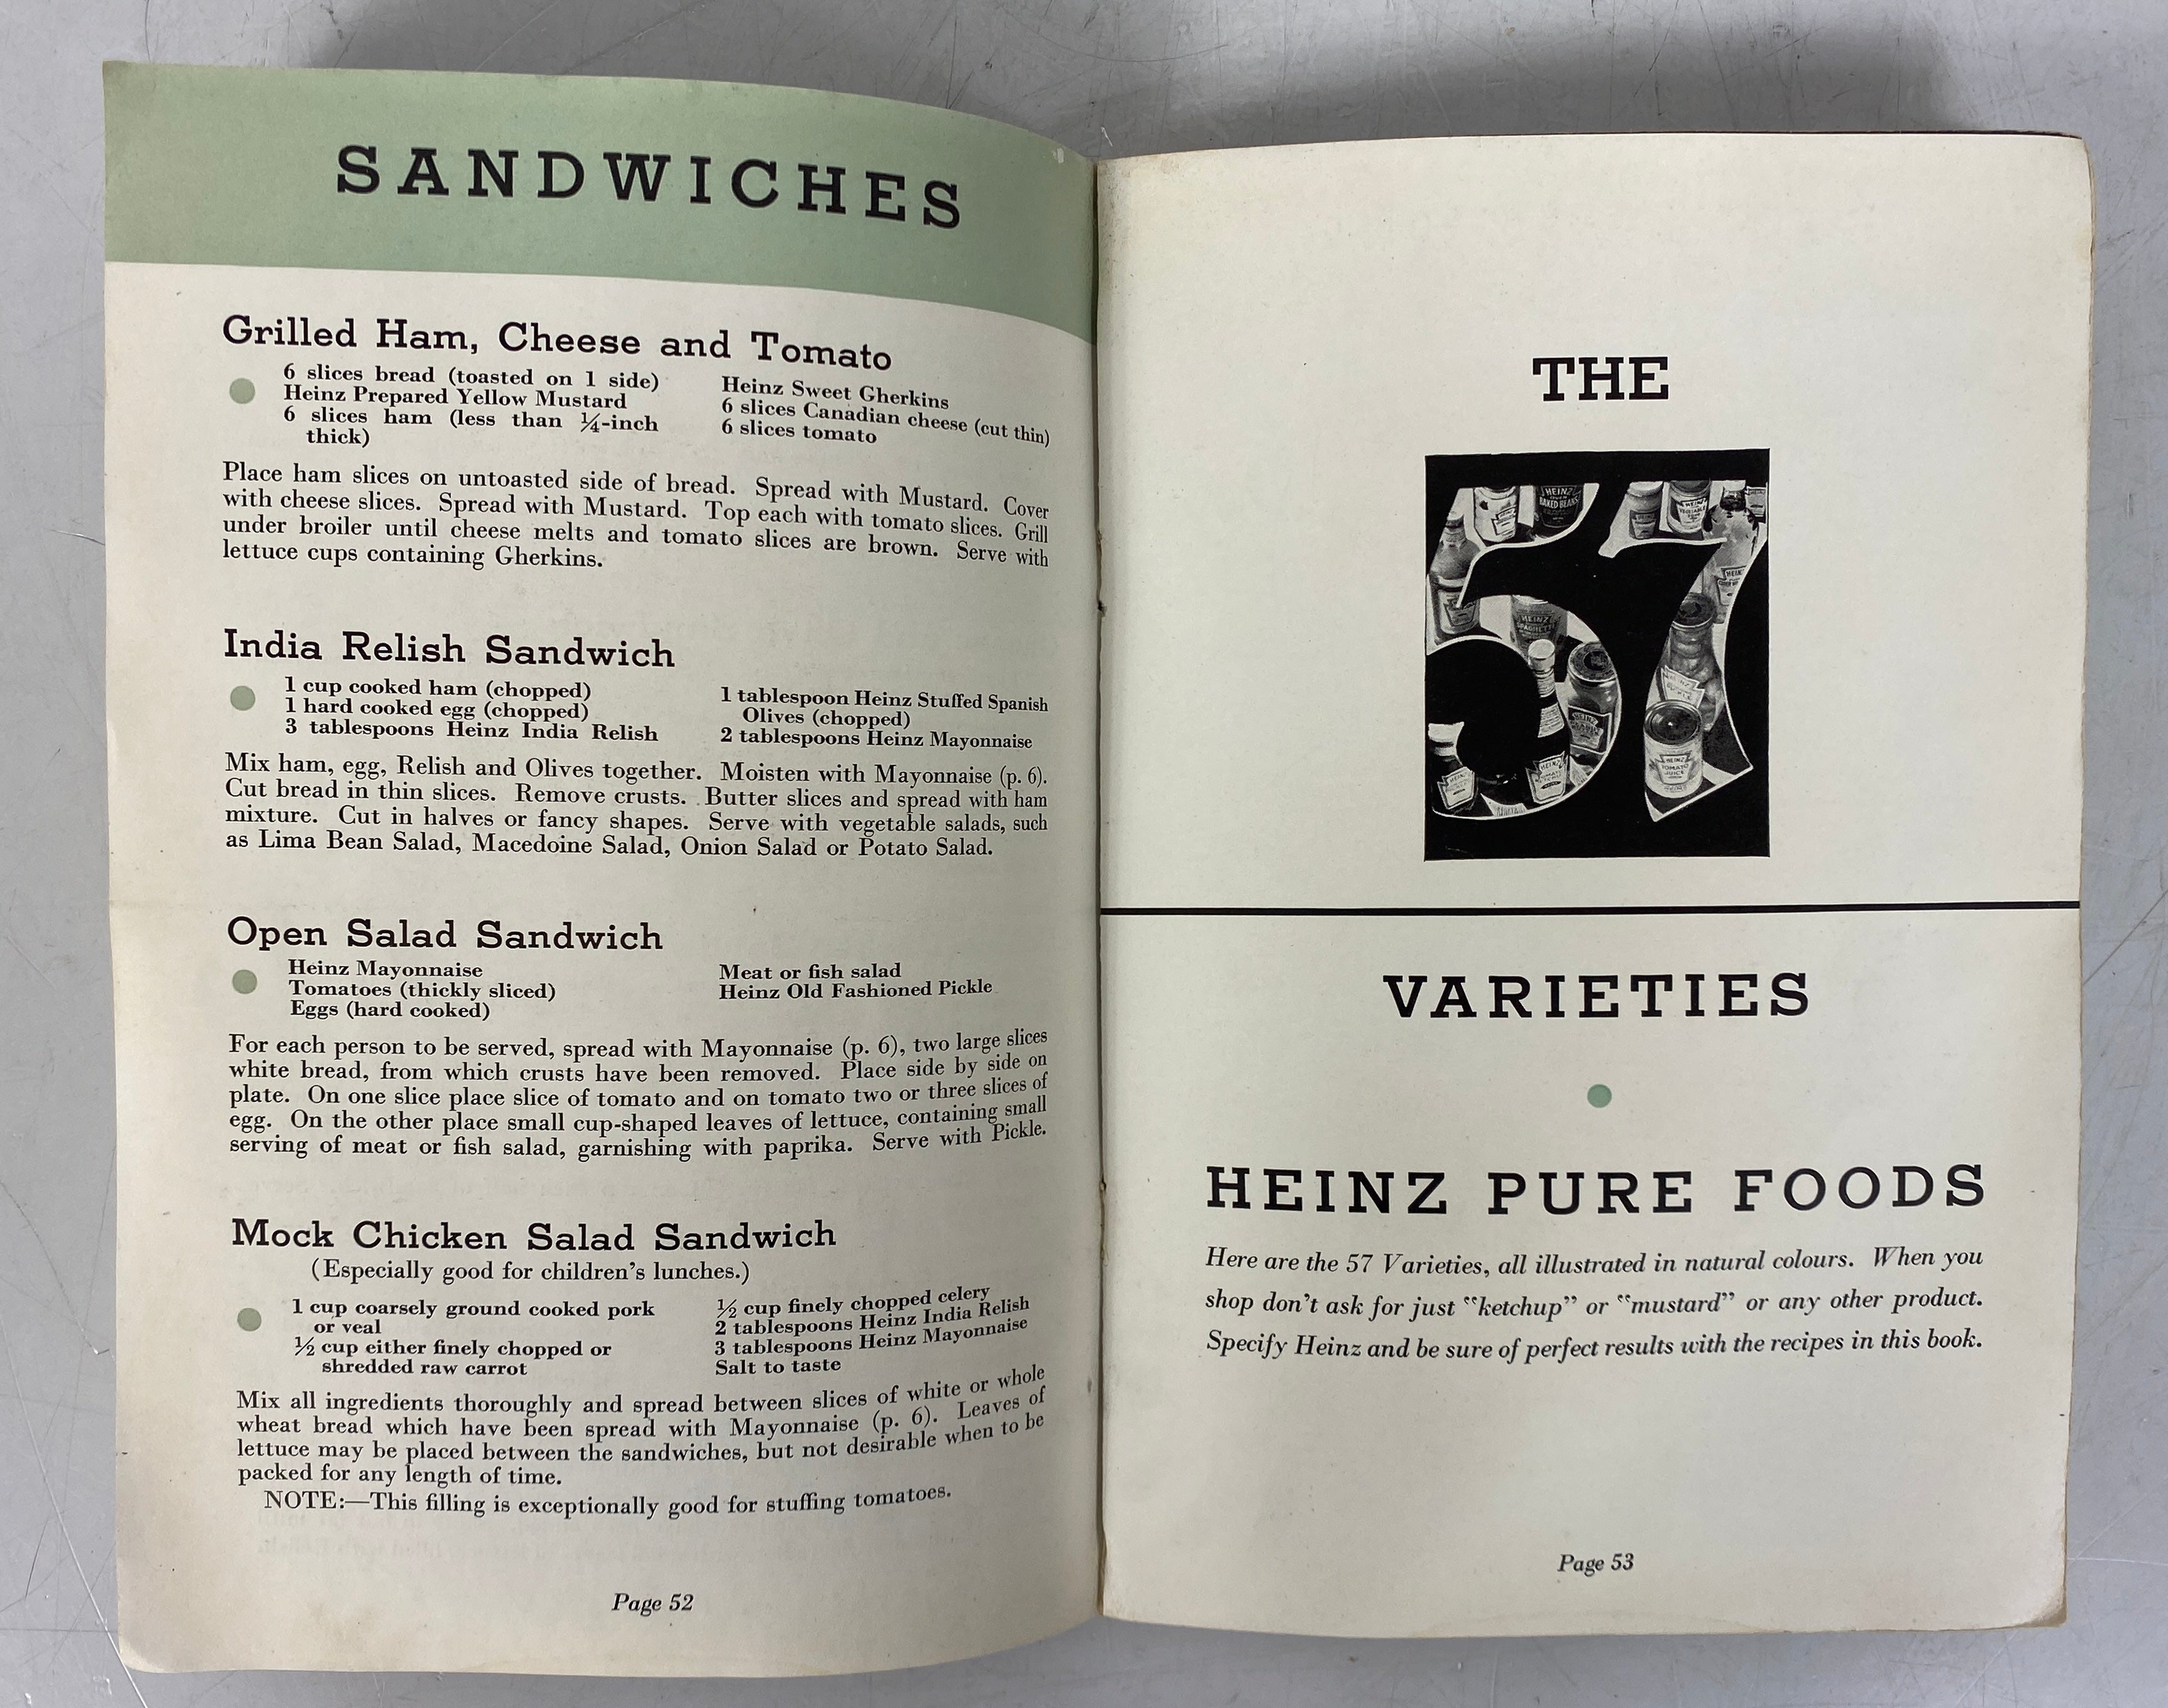 SANDWICHES
Grilled Ham, Cheese and Tomato
6 slices bread (toasted on 1 side)
Heinz Prepared Yellow Mustard
6 slices ham (less than ¼-inch
thick)
Heinz Sweet Gherkins
6 slices Canadian cheese (cut thin)
6 slices tomato
Place ham slices on untoasted side of bread. Spread with Mustard. Cover
with cheese slices. Spread with Mustard. Top each with tomato slices. Grill
under broiler until cheese melts and tomato slices are brown. Serve with
lettuce cups containing Gherkins.
India Relish Sandwich
1 cup cooked ham (chopped)
1 hard cooked egg (chopped)
3 tablespoons Heinz India Relish
1 tablespoon Heinz Stuffed Spanish
Olives (chopped)
2 tablespoons Heinz Mayonnaise
Mix ham, egg, Relish and Olives together. Moisten with Mayonnaise (p. 6).
Cut bread in thin slices. Remove crusts. Butter slices and spread with ham
mixture. Cut in halves or fancy shapes. Serve with vegetable salads, such
as Lima Bean Salad, Macedoine Salad, Onion Salad or Potato Salad.
Open Salad Sandwich
Heinz Mayonnaise
Tomatoes (thickly sliced)
Eggs (hard cooked)
Meat or fish salad
Heinz Old Fashioned Pickle
For each person to be served, spread with Mayonnaise (p. 6), two large slices
white bread, from which crusts have been removed. Place side by side on
plate. On one slice place slice of tomato and on tomato two or three slices of
egg. On the other place small cup-shaped leaves of lettuce, containing small
serving of meat or fish salad, garnishing with paprika. Serve with Pickle.
Mock Chicken Salad Sandwich
(Especially good for children's lunches.)
1 cup coarsely ground cooked pork
or veal
½ cup either finely chopped or
shredded raw carrot
½ cup finely chopped celery
2 tablespoons Heinz India Relish
3 tablespoons Heinz Mayonnaise
Salt to taste
Mix all ingredients thoroughly and spread between slices of white or whole
wheat bread which have been spread with Mayonnaise (p. 6). Leaves of
lettuce may be placed between the sandwiches, but not desirable when to be
packed for any length of time.
NOTE:—This filling is exceptionally good for stuffing tomatoes.
Page 52
THE
57
HEINZ
BAKED BEANS
HEINZ
SPAGHETTI
HEINZ
HEINZ
TOMATO
JUICE
VARIETIES
HEINZ PURE FOODS
Here are the 57 Varieties, all illustrated in natural colours. When you
shop don't ask for just "ketchup" or "mustard" or any other product.
Specify Heinz and be sure of perfect results with the recipes in this book.
Page 53